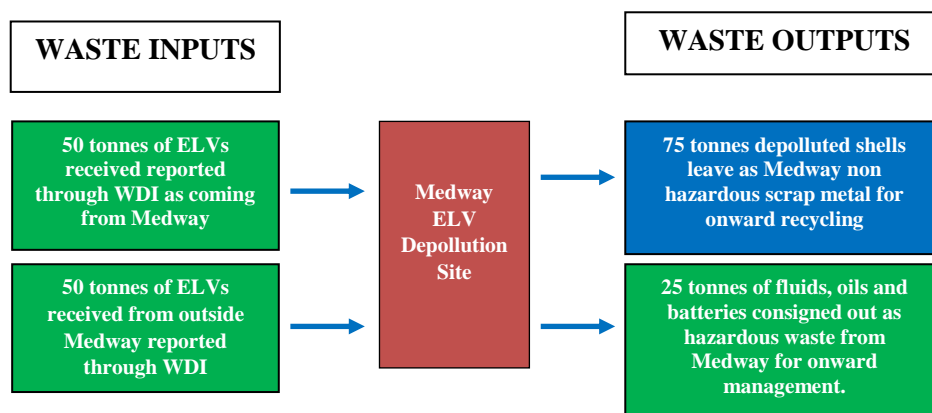 WASTE INPUTS
WASTE OUTPUTS
50 tonnes of ELVs
received reported
through WDI as coming
from Medway
50 tonnes of ELVs
received from outside
Medway reported
through WDI
Medway
ELV
Depollution
Site
75 tonnes depolluted shells
leave as Medway non
hazardous scrap metal for
onward recycling
25 tonnes of fluids, oils and
batteries consigned out as
hazardous waste from
Medway for onward
management.